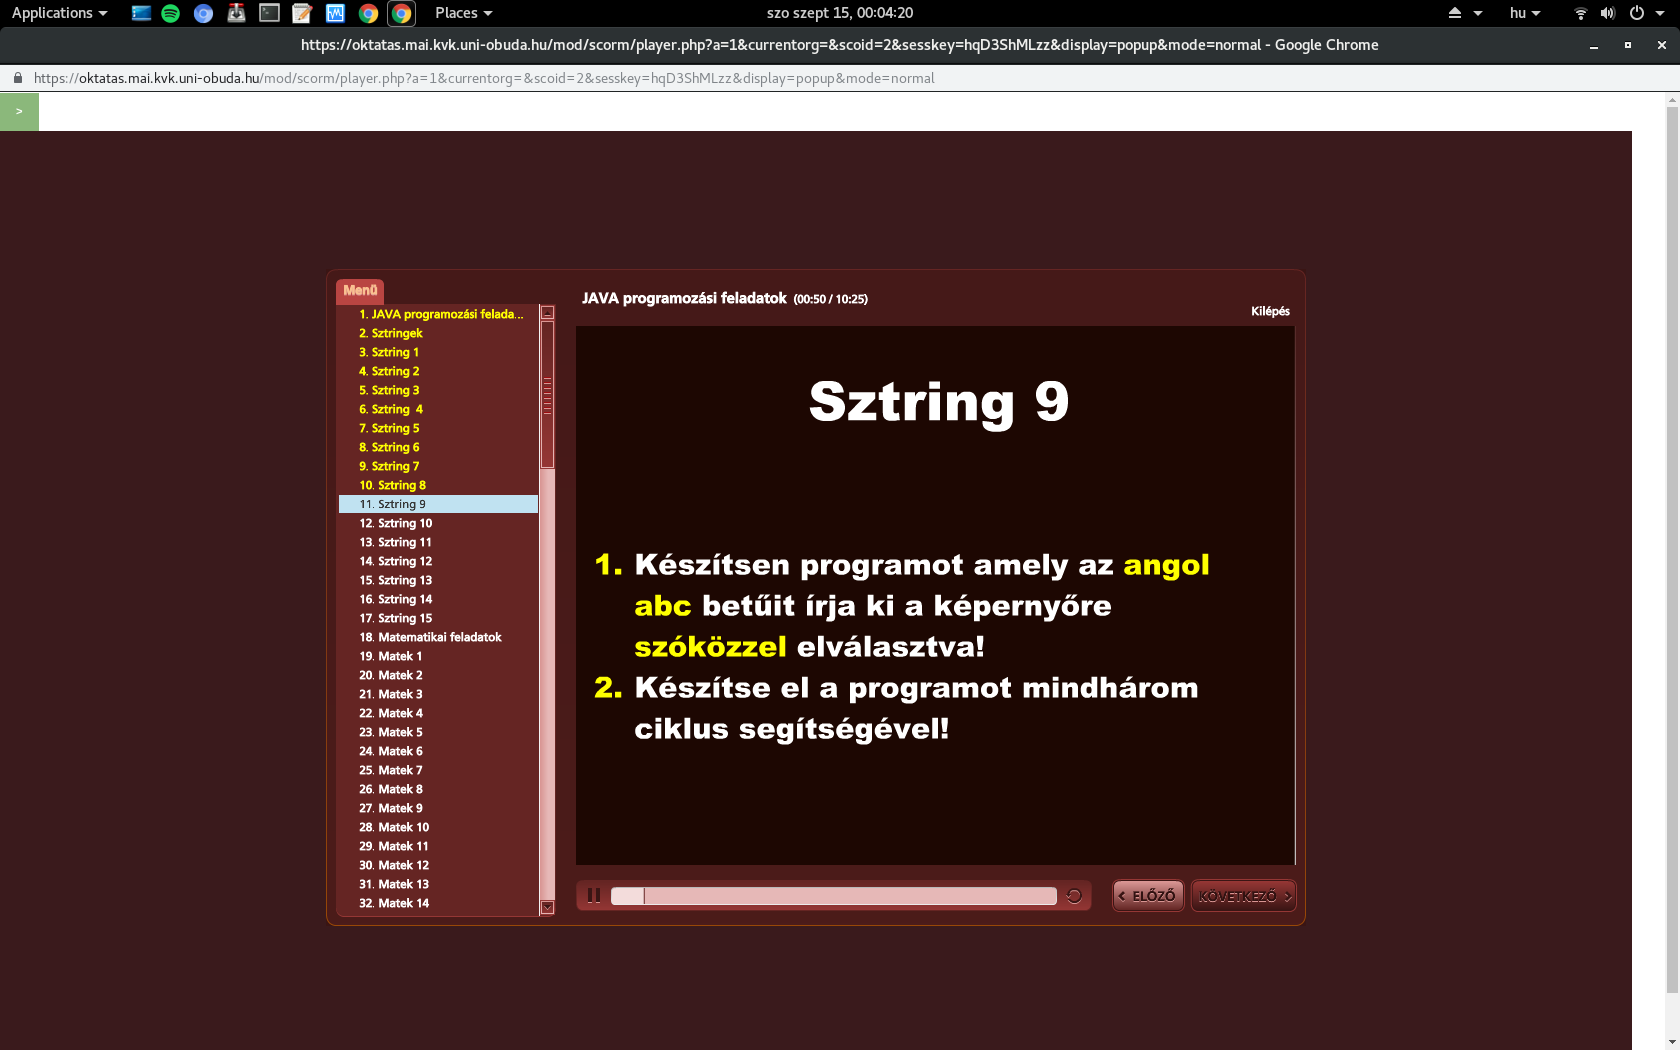 Applications
Places
szo szept 15, 00:04:20
hu
https://oktatas.mai.kvk.uni-obuda.hu/mod/scorm/player.php?a=1&currentorg=&scoid=2&sesskey=hqD3ShMLzz&display=popup&mode=normal - Google Chrome
https://oktatas.mai.kvk.uni-obuda.hu/mod/scorm/player.php?a=1&currentorg=&scoid=2&sesskey=hqD3ShMLzz&display=popup&mode=normal
>
Menü
1. JAVA programozási felada...
2. Sztringek
3. Sztring 1
4. Sztring 2
5. Sztring 3
6. Sztring 4
7. Sztring 5
8. Sztring 6
9. Sztring 7
10. Sztring 8
11. Sztring 9
12. Sztring 10
13. Sztring 11
14. Sztring 12
15. Sztring 13
16. Sztring 14
17. Sztring 15
18. Matematikai feladatok
19. Matek 1
20. Matek 2
21. Matek 3
22. Matek 4
23. Matek 5
24. Matek 6
25. Matek 7
26. Matek 8
27. Matek 9
28. Matek 10
29. Matek 11
30. Matek 12
31. Matek 13
32. Matek 14
JAVA programozási feladatok (00:50 / 10:25)
Kilépés
Sztring 9
1. Készítsen programot amely az angol
abc betűit írja ki a képernyőre
szóközzel elválasztva!
2. Készítse el a programot mindhárom
ciklus segítségével!
< ELŐZŐ
KÖVETKEZŐ >